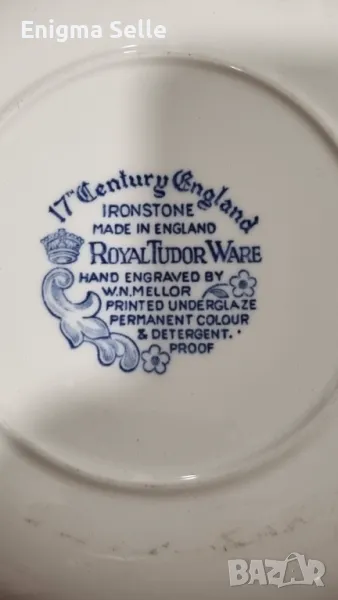 Enigma Selle
17th Century England
IRONSTONE
MADE IN ENGLAND
ROYAL TUDOR WARE
HAND ENGRAVED BY
W.N. MELLOR
PRINTED UNDERGLAZE
PERMANENT COLOUR
& DETERGENT.
PROOF
BAZAR